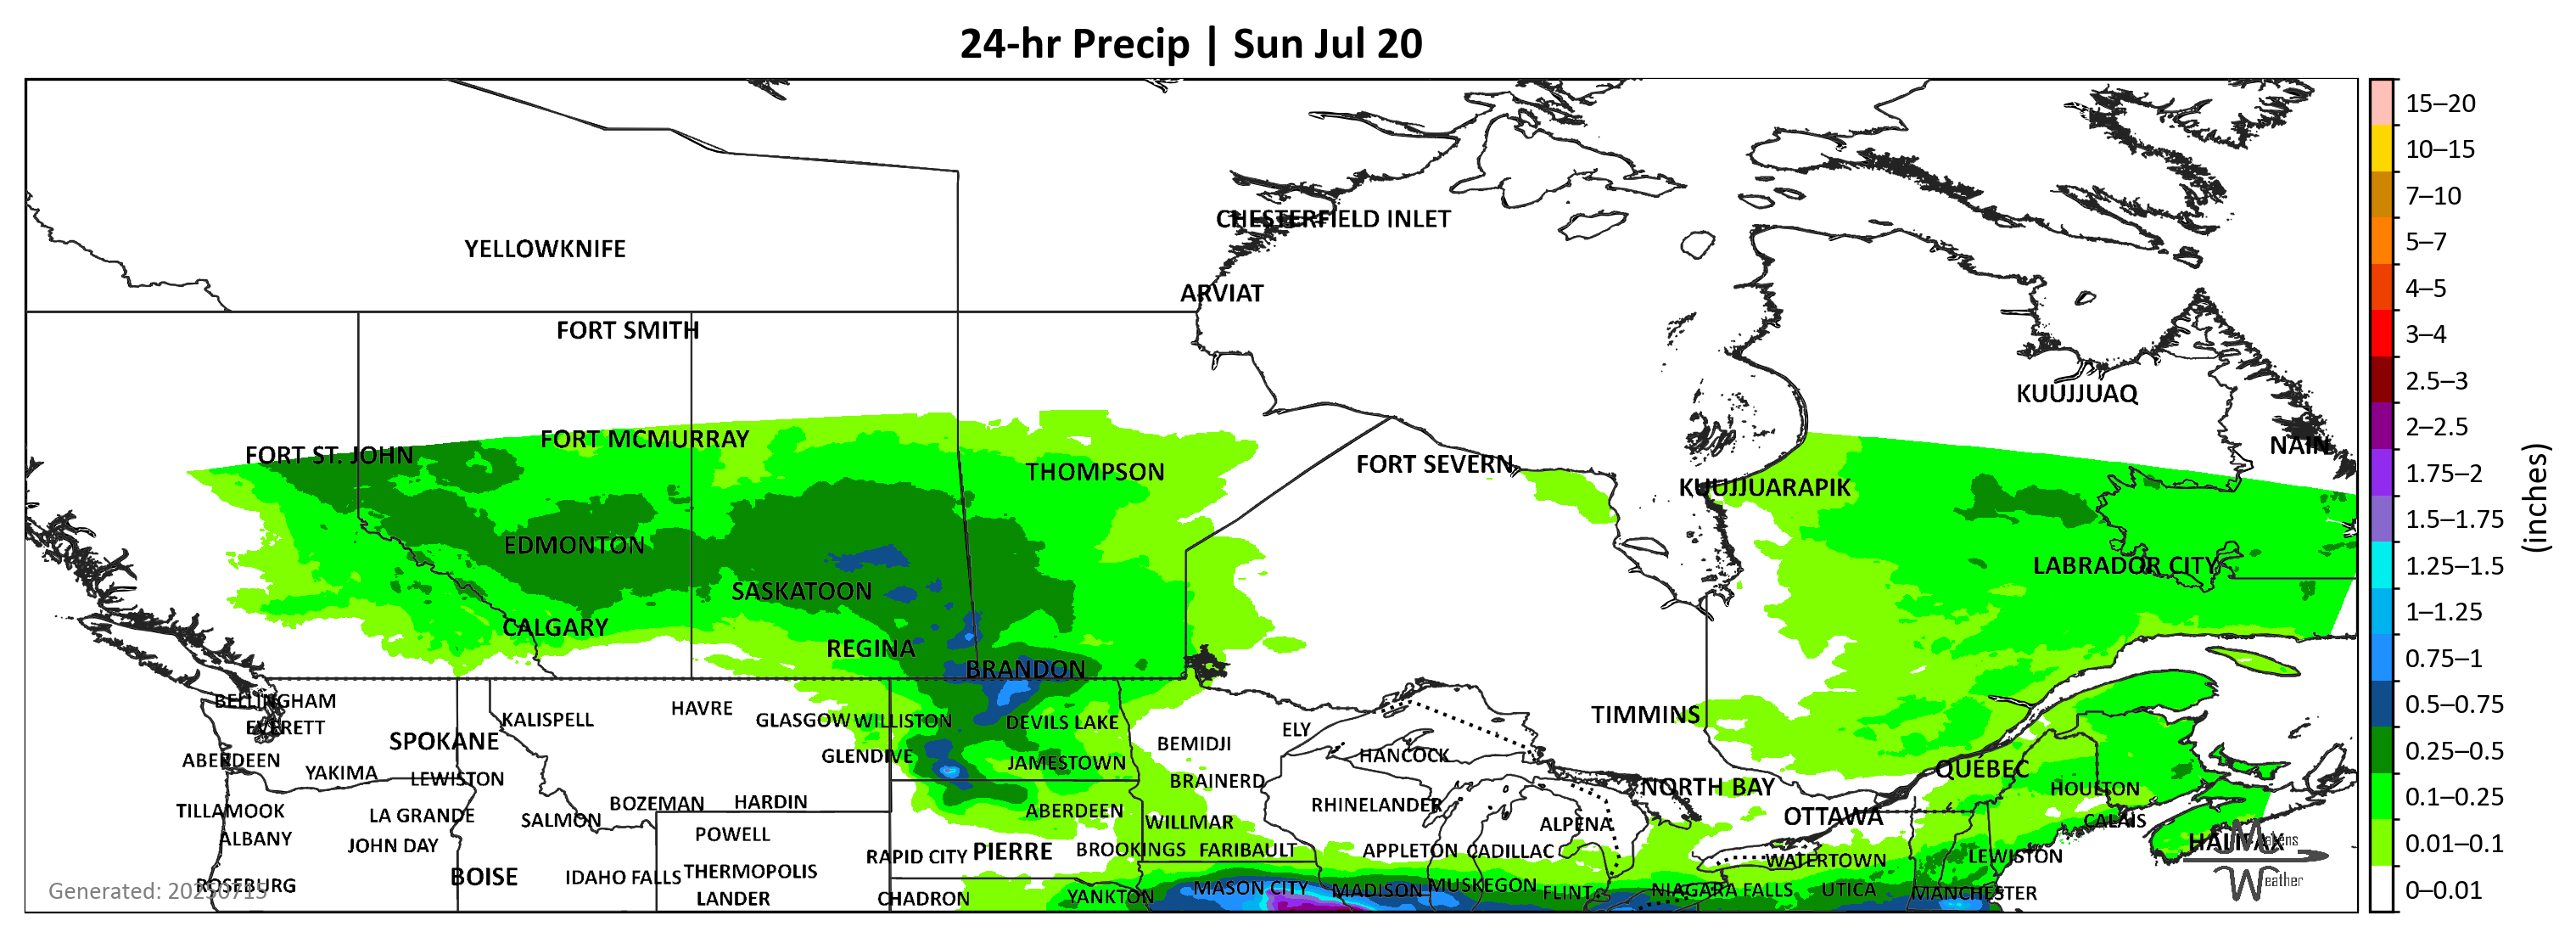 24-hr Precip | Sun Jul 20
CHESTERFIELD INLET
YELLOWKNIFE
ARVIAT
FORT SMITH
KUUJJUAQ
FORT MCMURRAY
NAIN
FORT ST. JOHN
THOMPSON
FORT SEVERN
KUUJJUARAPIK
EDMONTON
LABRADOR CITY
SASKATOON
CALGARY
REGINA
BRANDON
BELLINGHAM
HAVRE
TIMMINS
KALISPELL
GLASGOW WILLISTON
DEVILS LAKE
EVERETT
ELY
SPOKANE
BEMIDJI
GLENDIVE
HANCOCK
ABERDEEN
JAMESTOWN
QUÉBEC
YAKIMA
LEWISTON
BRAINERD
NORTH BAY
HOULTON
BOZEMAN
HARDIN
RHINELANDER
TILLAMOOK
LA GRANDE
SALMON
ABERDEEN
WILLMAR
ALPENA
OTTAWA
CALAIS
ALBANY
JOHN DAY
POWELL
HALIFAX
Matens
Weather
RAPID CITY
PIERRE
BROOKINGS
FARIBAULT
APPLETON
CADILLAC
WATERTOWN
LEWISTON
BOISE
IDAHO FALLS
THERMOPOLIS
ROSEBURG
Generated: 20250715
LANDER
CHADRON
YANKTON
MASON CITY
MADISON
MUSKEGON
FLINT
NIAGARA FALLS
UTICA
MANCHESTER
15–20
10–15
7–10
5–7
4–5
3–4
2.5–3
2–2.5
1.75–2
1.5–1.75
1.25–1.5
1–1.25
0.75–1
0.5–0.75
0.25–0.5
0.1–0.25
0.01–0.1
0–0.01
(inches)